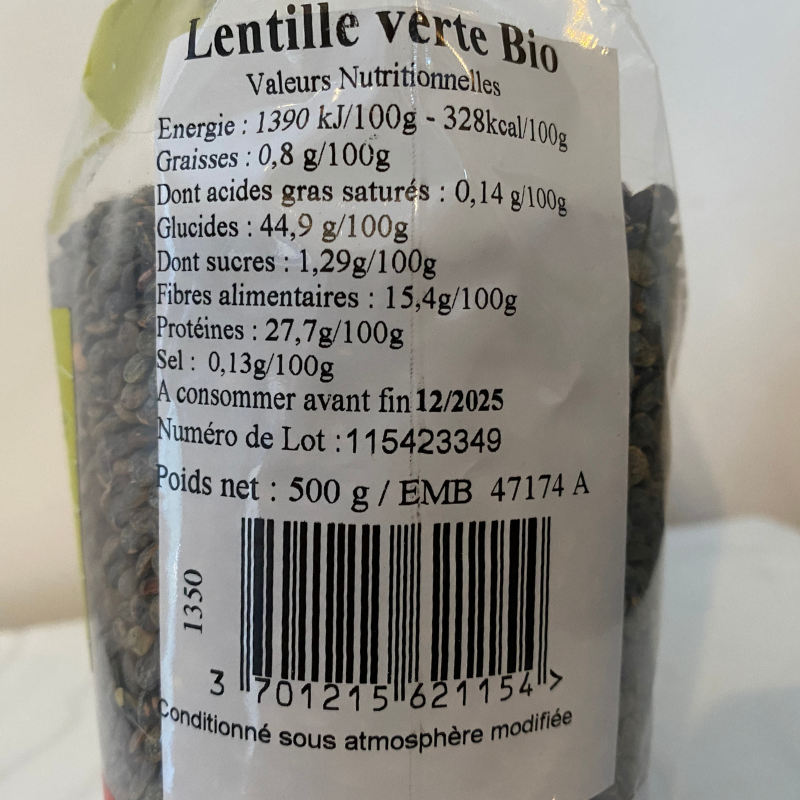 Lentille verte Bio
Valeurs Nutritionnelles
Energie : 1390 kJ/100g - 328kcal/100g
Graisses : 0,8 g/100g
Dont acides gras saturés : 0,14 g/100g
Glucides : 44,9 g/100g
Dont sucres : 1,29g/100g
Fibres alimentaires : 15,4g/100g
Protéines : 27,7g/100g
Sel : 0,13g/100g
A consommer avant fin 12/2025
Numéro de Lot :115423349
Poids net : 500 g / EMB 47174 A
1350
3 701215 621154 >
Conditionné sous atmosphère modifiée